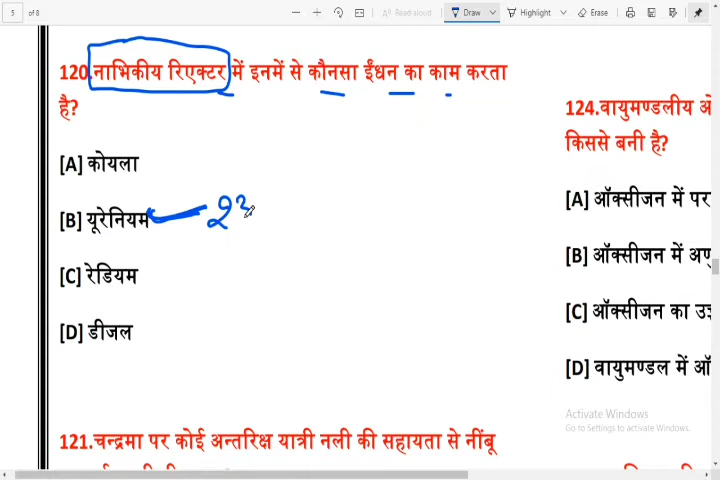 5 of 8
Read aloud
Draw
Highlight
Erase
120.नाभिकीय रिएक्टर में इनमें से कौनसा ईंधन का काम करता
है?
[A] कोयला
[B] यूरेनियम
23
[C] रेडियम
[D] डीजल
121.चन्द्रमा पर कोई अन्तरिक्ष यात्री नली की सहायता से नींबू
124.वायुमण्डलीय ओ
किससे बनी है?
[A] ऑक्सीजन में पर
[B] ऑक्सीजन में अणु
[C] ऑक्सीजन का उ
[D] वायुमण्डल में ऑ
Activate Windows
Go to Settings to activate Windows.